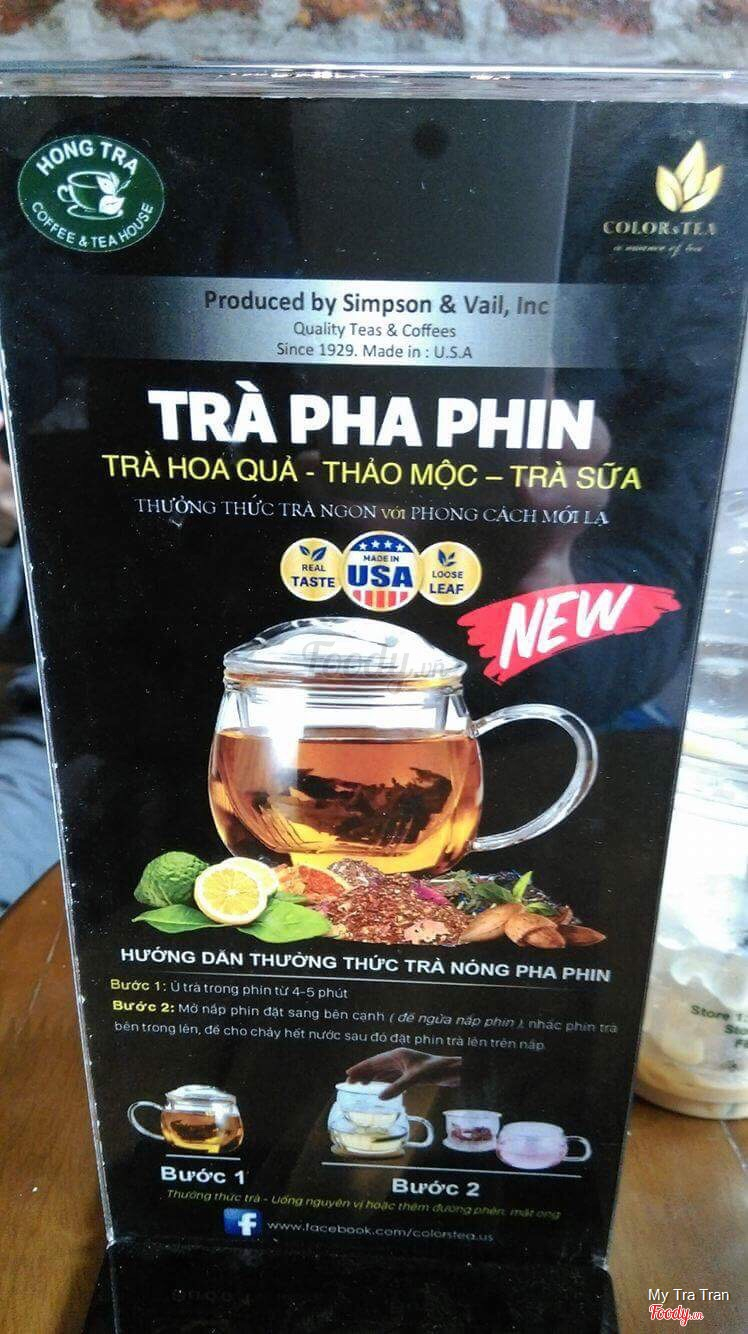 HONG TRA
COFFEE & TEA HOUSE
COLORsTEA
a essence of tea
Produced by Simpson & Vail, Inc
Quality Teas & Coffees
Since 1929. Made in : U.S.A
TRÀ PHA PHIN
TRÀ HOA QUẢ - THẢO MỘC – TRÀ SỮA
THƯỞNG THỨC TRÀ NGON với PHONG CÁCH MỚI LẠ
REAL TASTE
MADE IN USA
LOOSE LEAF
NEW
Foody.vn
HƯỚNG DẪN THƯỞNG THỨC TRÀ NÓNG PHA PHIN
Bước 1: Ủ trà trong phin từ 4-5 phút
Bước 2: Mở nắp phin đặt sang bên cạnh ( để ngửa nắp phin ), nhấc phin trà
bên trong lên, để cho chảy hết nước sau đó đặt phin trà lên trên nắp.
Bước 1
Bước 2
Thưởng thức trà - Uống nguyên vị hoặc thêm đường phèn, mật ong
f www.facebook.com/colorstea.us
Store
My Tra Tran
Foody.vn